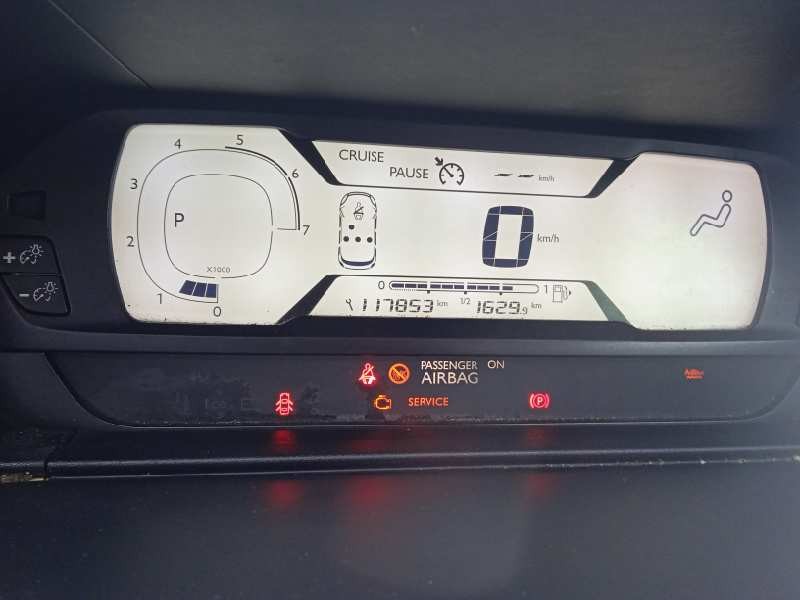 4 5
3 6
2 7
1 0
P
X1000
CRUISE
PAUSE -- km/h
0 km/h
0 1/2 1
117853 km 1629.9 km
+
-
PASSENGER ON
AIRBAG
SERVICE
(P)